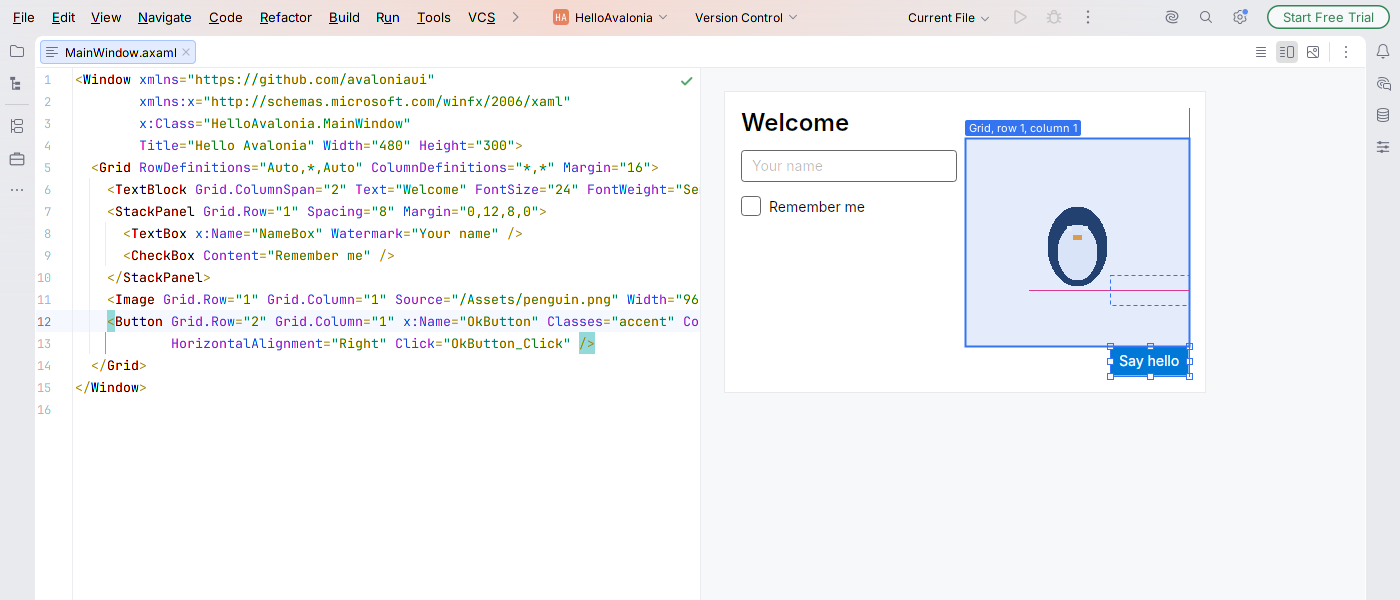 File Edit View Navigate Code Refactor Build Run Tools VCS HA HelloAvalonia Version Control Current File Start Free Trial
MainWindow.axaml
1 <Window xmlns="https://github.com/avaloniaui"
2 xmlns:x="http://schemas.microsoft.com/winfx/2006/xaml"
3 x:Class="HelloAvalonia.MainWindow"
4 Title="Hello Avalonia" Width="480" Height="300">
5 <Grid RowDefinitions="Auto,*,Auto" ColumnDefinitions="*,*" Margin="16">
6 <TextBlock Grid.ColumnSpan="2" Text="Welcome" FontSize="24" FontWeight="Se
7 <StackPanel Grid.Row="1" Spacing="8" Margin="0,12,8,0">
8 <TextBox x:Name="NameBox" Watermark="Your name" />
9 <CheckBox Content="Remember me" />
10 </StackPanel>
11 <Image Grid.Row="1" Grid.Column="1" Source="/Assets/penguin.png" Width="96
12 <Button Grid.Row="2" Grid.Column="1" x:Name="OkButton" Classes="accent" Co
13 HorizontalAlignment="Right" Click="OkButton_Click" />
14 </Grid>
15 </Window>
16
Welcome
Grid, row 1, column 1
Your name
Remember me
Say hello